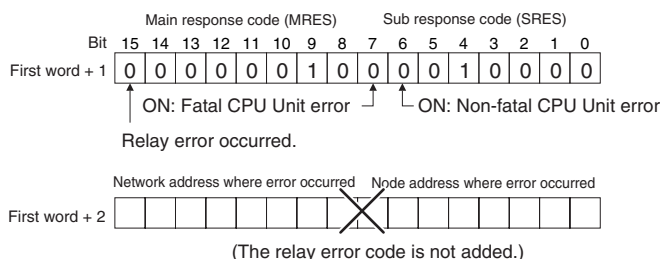 Main response code (MRES) Sub response code (SRES)
Bit 15 14 13 12 11 10 9 8 7 6 5 4 3 2 1 0
First word + 1 0 0 0 0 0 0 1 0 0 0 0 1 0 0 0 0
ON: Fatal CPU Unit error ON: Non-fatal CPU Unit error
Relay error occurred.
Network address where error occurred Node address where error occurred
First word + 2
(The relay error code is not added.)